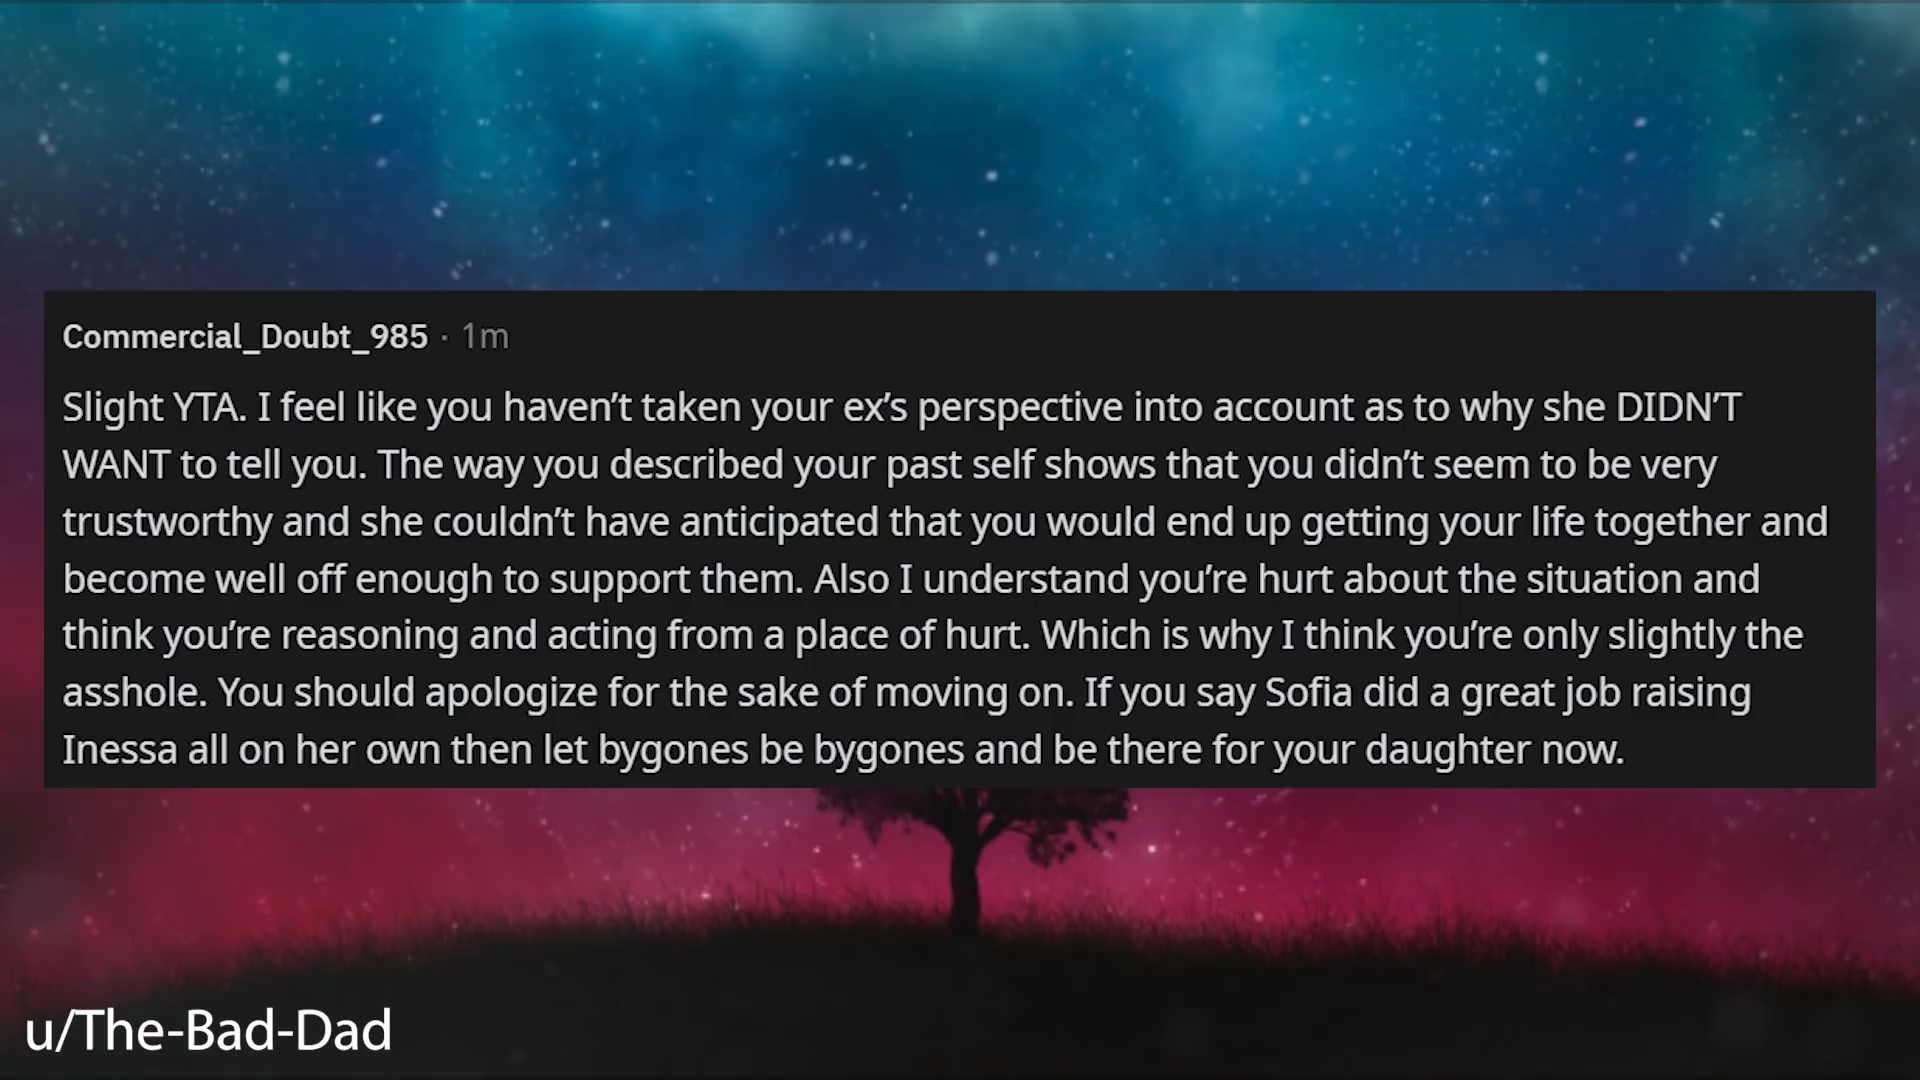 Commercial_Doubt_985 · 1m
Slight YTA. I feel like you haven’t taken your ex’s perspective into account as to why she DIDN’T
WANT to tell you. The way you described your past self shows that you didn’t seem to be very
trustworthy and she couldn’t have anticipated that you would end up getting your life together and
become well off enough to support them. Also I understand you’re hurt about the situation and
think you’re reasoning and acting from a place of hurt. Which is why I think you’re only slightly the
asshole. You should apologize for the sake of moving on. If you say Sofia did a great job raising
Inessa all on her own then let bygones be bygones and be there for your daughter now.
u/The-Bad-Dad